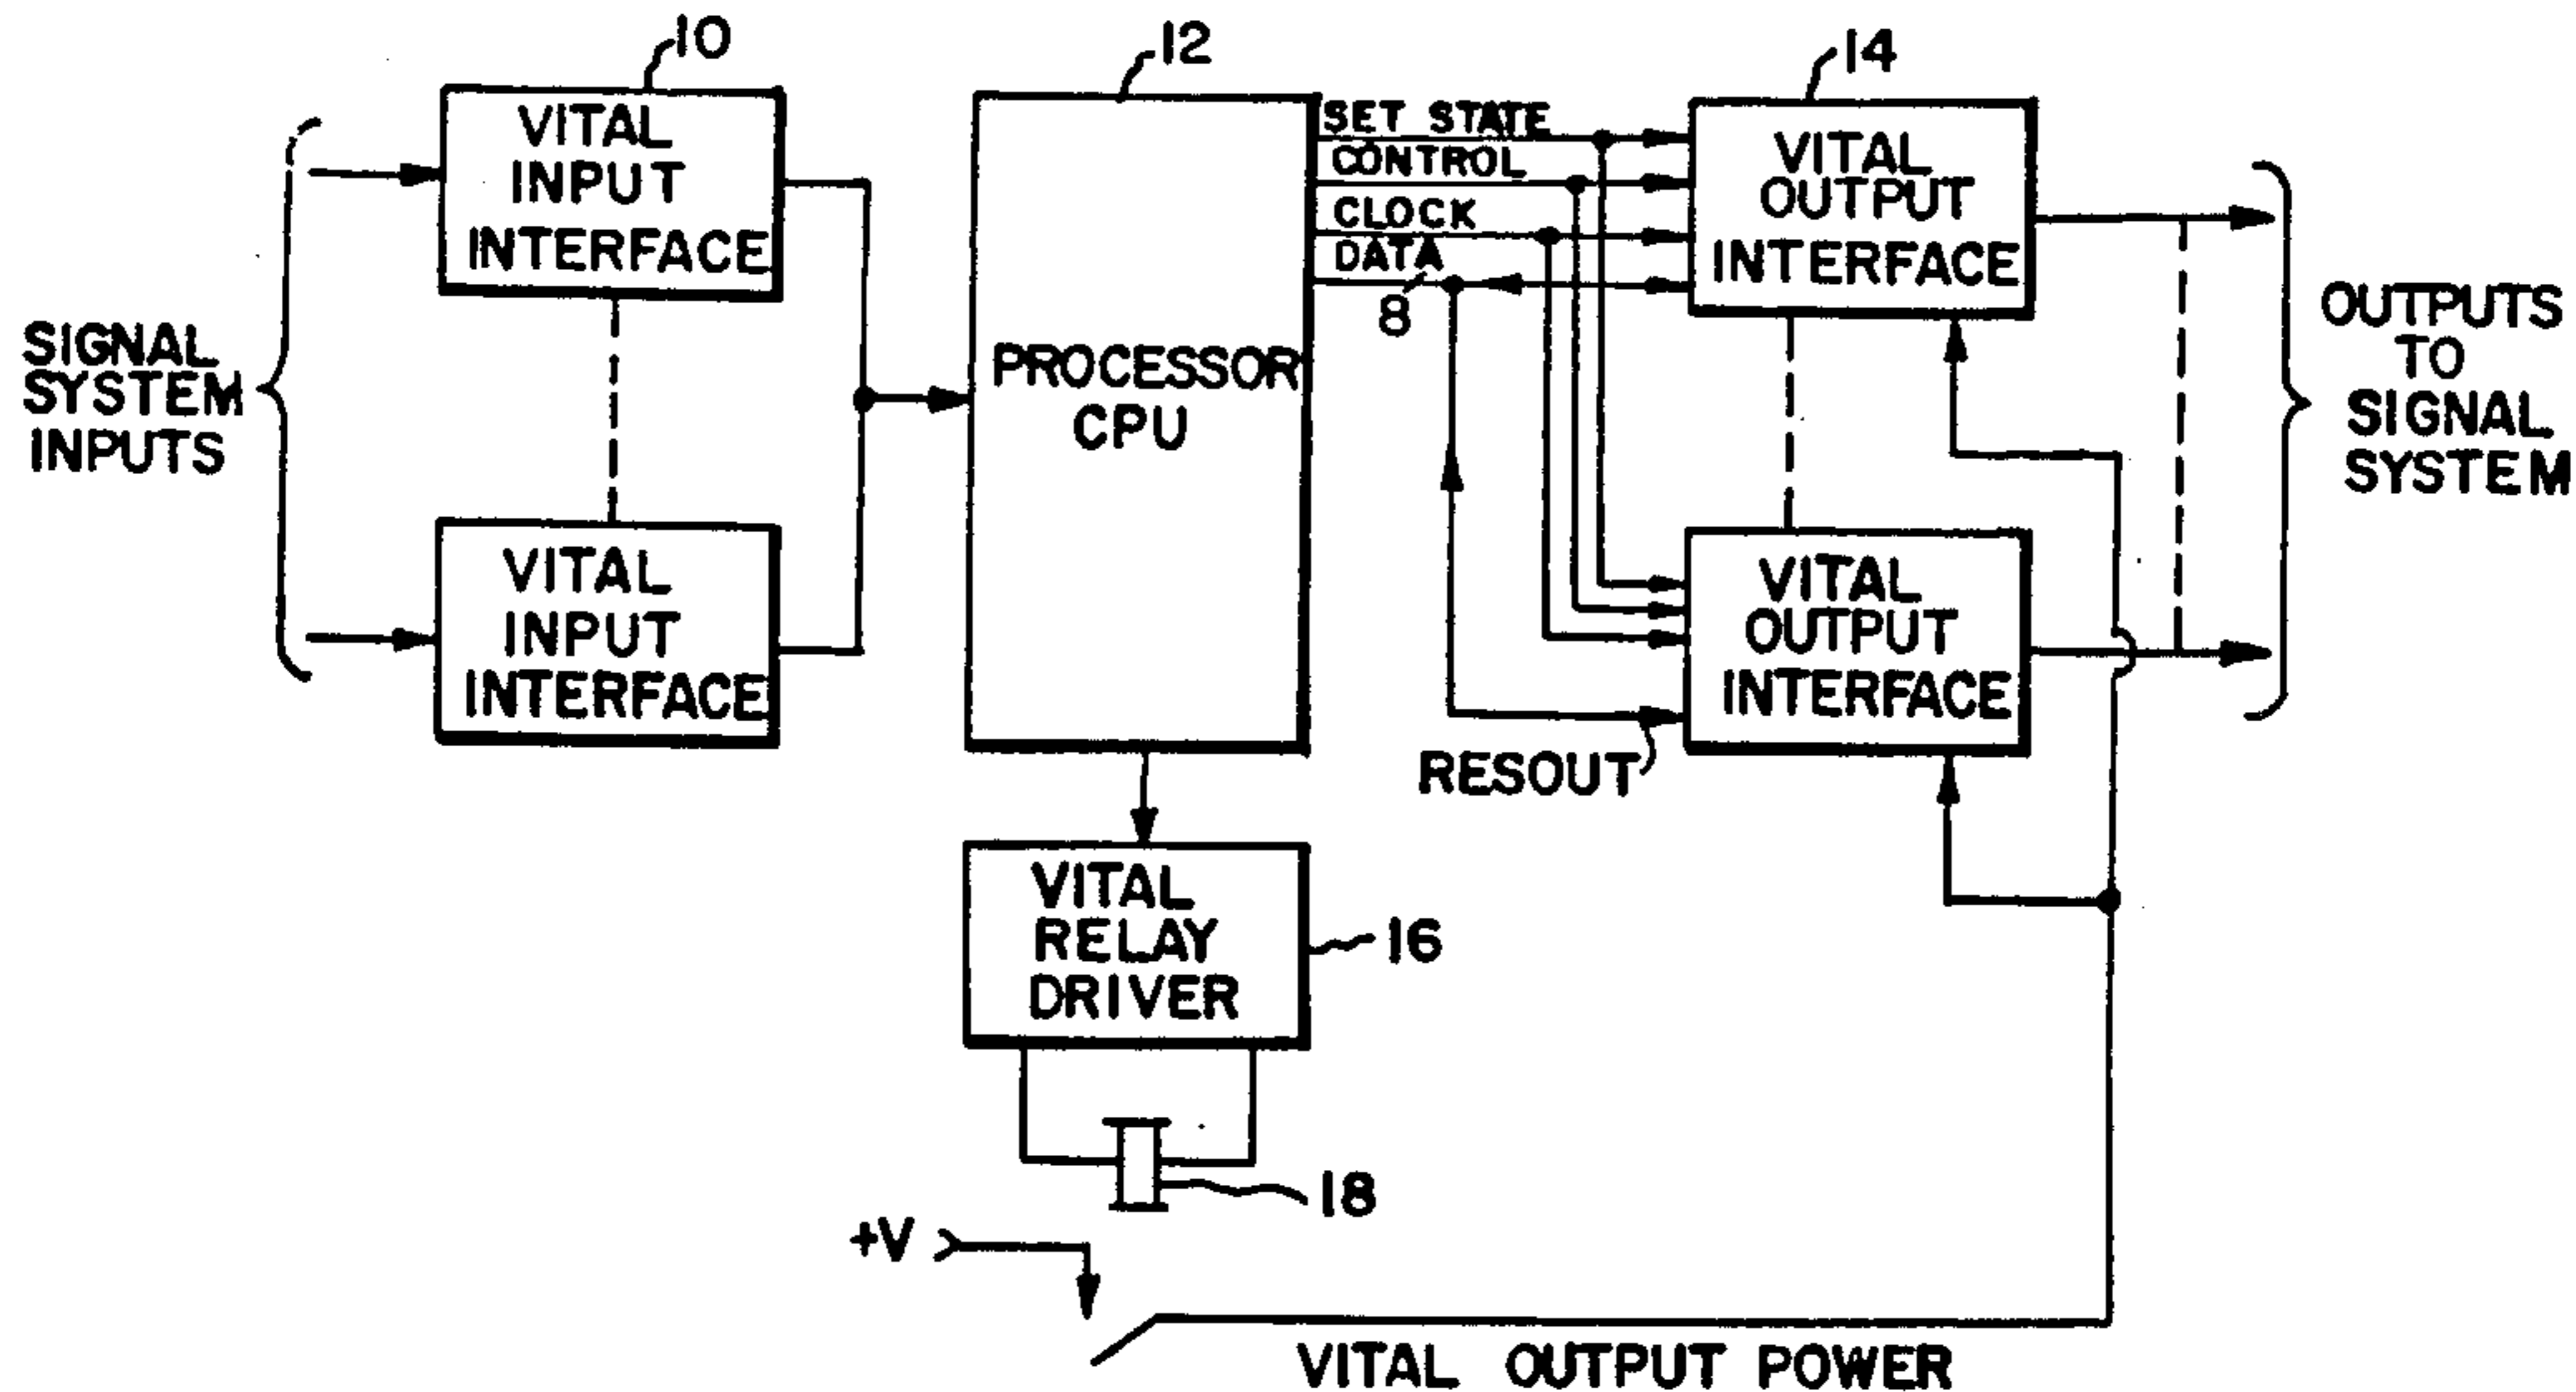 10
12
14
VITAL
INPUT
INTERFACE
SET STATE
CONTROL
CLOCK
DATA
8
VITAL
OUTPUT
INTERFACE
SIGNAL
SYSTEM
INPUTS
PROCESSOR
CPU
OUTPUTS
TO
SIGNAL
SYSTEM
VITAL
INPUT
INTERFACE
VITAL
OUTPUT
INTERFACE
RESOUT
VITAL
RELAY
DRIVER
16
18
+V
VITAL OUTPUT POWER